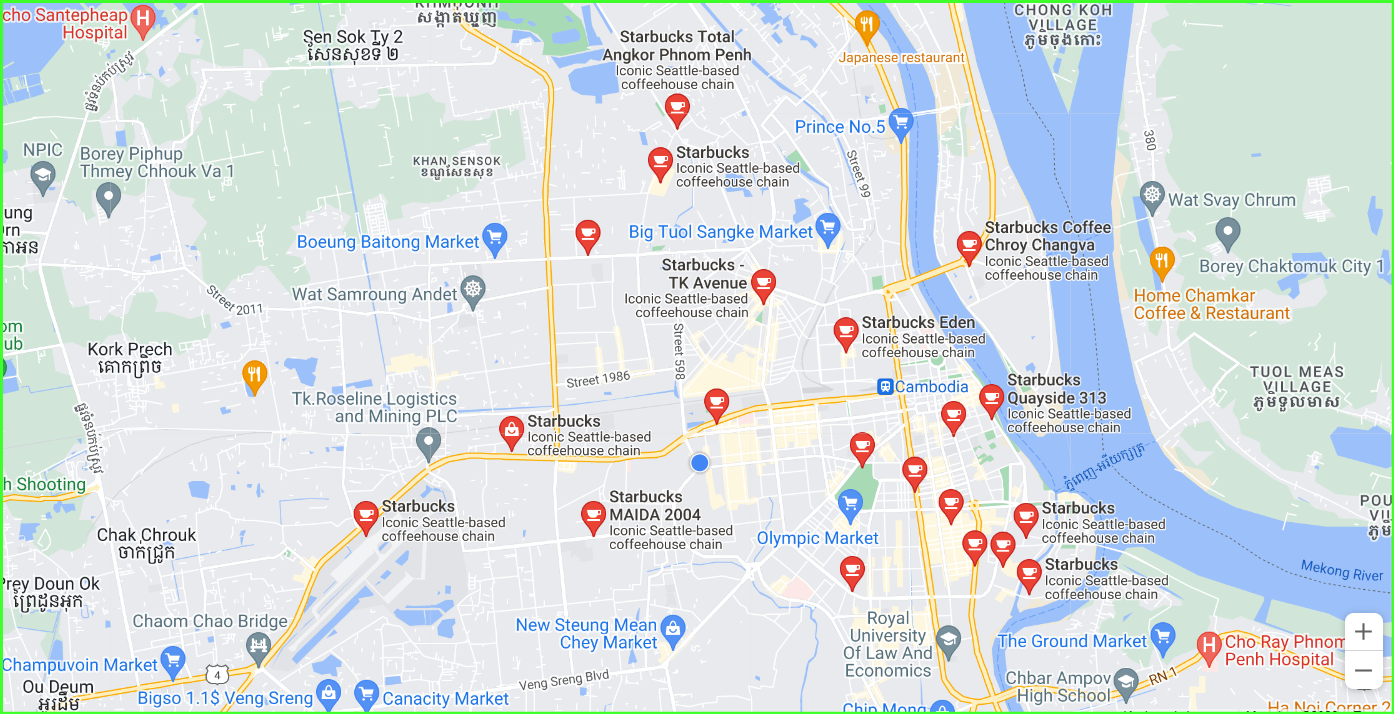 cho Santepheap
Hospital
សង្កាត់ឃ្មួញ
Sen Sok Ty 2
សែនសុខទី ២
Starbucks Total
Angkor Phnom Penh
Iconic Seattle-based
coffeehouse chain
Japanese restaurant
CHONG KOH
VILLAGE
ភូមិចុងកោះ
Prince No.5
NPIC
Borey Piphup
Thmey Chhouk Va 1
KHAN SENSOK
ខណ្ឌសែនសុខ
Starbucks
Iconic Seattle-based
coffeehouse chain
Street 99
380
Wat Svay Chrum
Boeung Baitong Market
Big Tuol Sangke Market
Starbucks Coffee
Chroy Changva
Iconic Seattle-based
coffeehouse chain
Borey Chaktomuk City 1
Starbucks -
TK Avenue
Iconic Seattle-based
coffeehouse chain
Street 2011
Wat Samroung Andet
Home Chamkar
Coffee & Restaurant
Kork Prech
គោកព្រិច
Street 598
Starbucks Eden
Iconic Seattle-based
coffeehouse chain
Street 1986
Cambodia
TUOL MEAS
VILLAGE
ភូមិទួលមាស
Tk.Roseline Logistics
and Mining PLC
Starbucks
Quayside 313
Iconic Seattle-based
coffeehouse chain
Starbucks
Iconic Seattle-based
coffeehouse chain
h Shooting
Starbucks
Iconic Seattle-based
coffeehouse chain
Starbucks
MAIDA 2004
Iconic Seattle-based
coffeehouse chain
Olympic Market
Starbucks
Iconic Seattle-based
coffeehouse chain
Chak Chrouk
ចាក់ជ្រូក
Starbucks
Iconic Seattle-based
coffeehouse chain
Mekong River
Prey Doun Ok
ព្រៃដូនអុក
Chaom Chao Bridge
New Steung Mean
Chey Market
Royal
University
Of Law And
Economics
The Ground Market
Cho Ray Phnom
Penh Hospital
Champuvoin Market
4
Ou Deum
អូរដឹម
Bigso 1.1$ Veng Sreng
Canacity Market
Veng Sreng Blvd
Chbar Ampov
High School
RN 1
Chip Mong
Ha Noi Corner 2